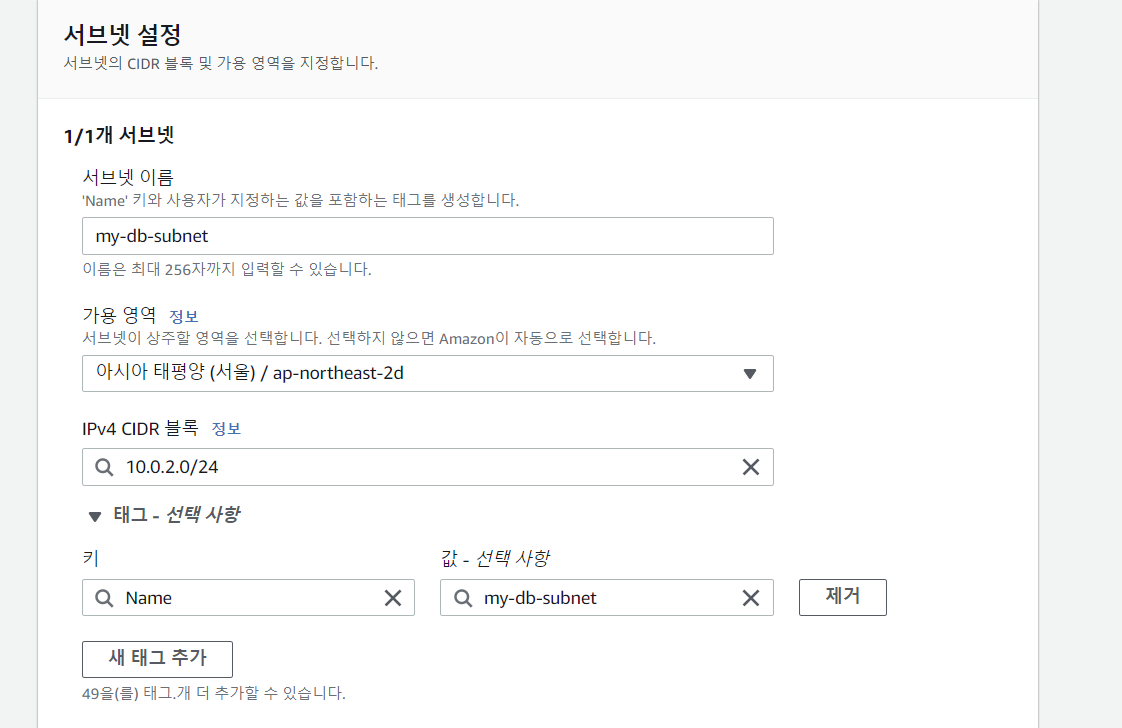 서브넷 설정
서브넷의 CIDR 블록 및 가용 영역을 지정합니다.
1/1개 서브넷
서브넷 이름
'Name' 키와 사용자가 지정하는 값을 포함하는 태그를 생성합니다.
my-db-subnet
이름은 최대 256자까지 입력할 수 있습니다.
가용 영역 정보
서브넷이 상주할 영역을 선택합니다. 선택하지 않으면 Amazon이 자동으로 선택합니다.
아시아 태평양 (서울) / ap-northeast-2d
IPv4 CIDR 블록 정보
10.0.2.0/24
태그 - 선택 사항
키 값 - 선택 사항
Name my-db-subnet 제거
새 태그 추가
49을(를) 태그.개 더 추가할 수 있습니다.